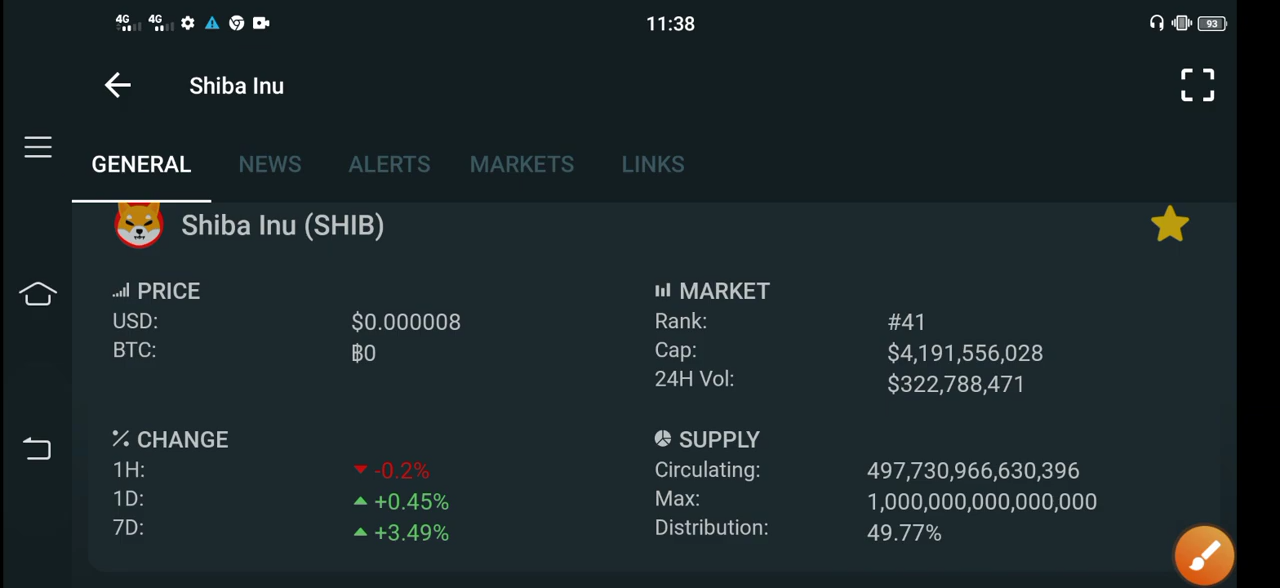 4G 4G 11:38 93
Shiba Inu
GENERAL NEWS ALERTS MARKETS LINKS
Shiba Inu (SHIB)
PRICE
USD: $0.000008
BTC: ฿0
MARKET
Rank: #41
Cap: $4,191,556,028
24H Vol: $322,788,471
CHANGE
1H: -0.2%
1D: +0.45%
7D: +3.49%
SUPPLY
Circulating: 497,730,966,630,396
Max: 1,000,000,000,000,000
Distribution: 49.77%